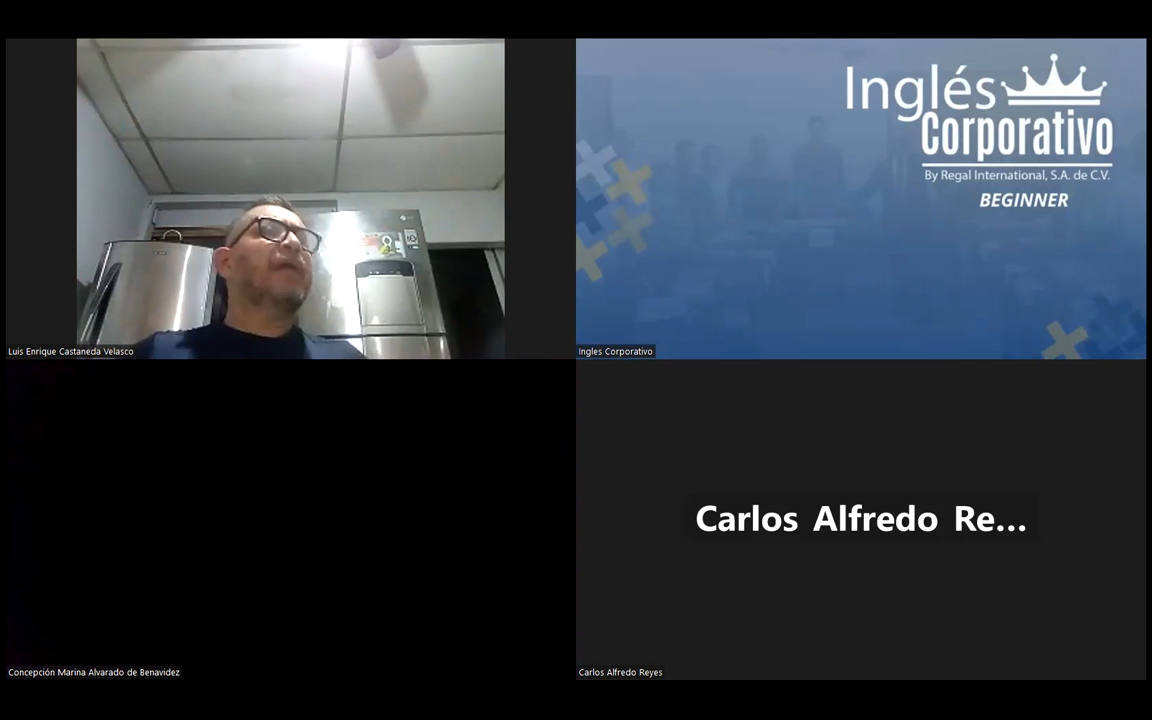 Inglés
Corporativo
By Regal International, S.A. de C.V.
BEGINNER
Luis Enrique Castaneda Velasco
Ingles Corporativo
Carlos Alfredo Re...
Concepción Marina Alvarado de Benavidez
Carlos Alfredo Reyes